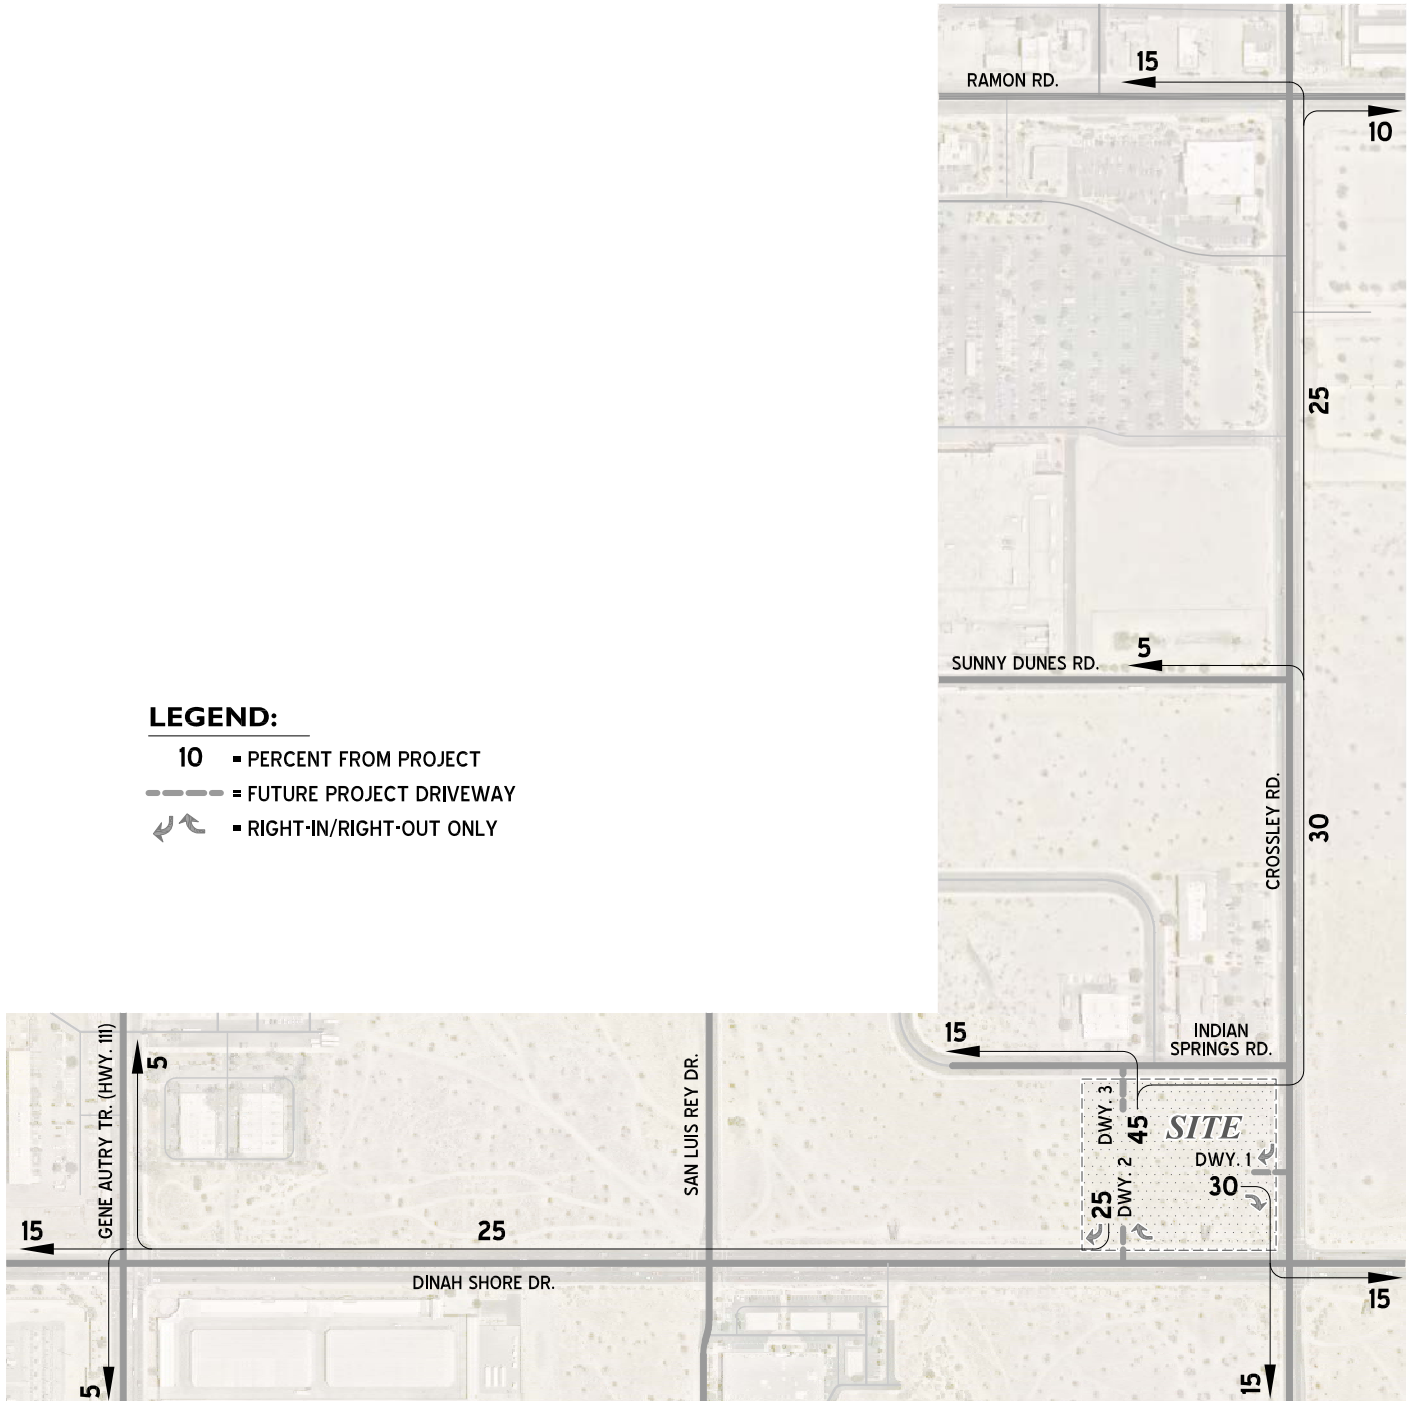 15
RAMON RD.
10
25
5
SUNNY DUNES RD.
LEGEND:
10 = PERCENT FROM PROJECT
= FUTURE PROJECT DRIVEWAY
= RIGHT-IN/RIGHT-OUT ONLY
CROSSLEY RD.
30
15
INDIAN
SPRINGS RD.
GENE AUTRY TR. (HWY. 111)
5
SAN LUIS REY DR.
DWY. 3
45
SITE
DWY. 1
30
DWY. 2
25
15
25
DINAH SHORE DR.
15
5
15